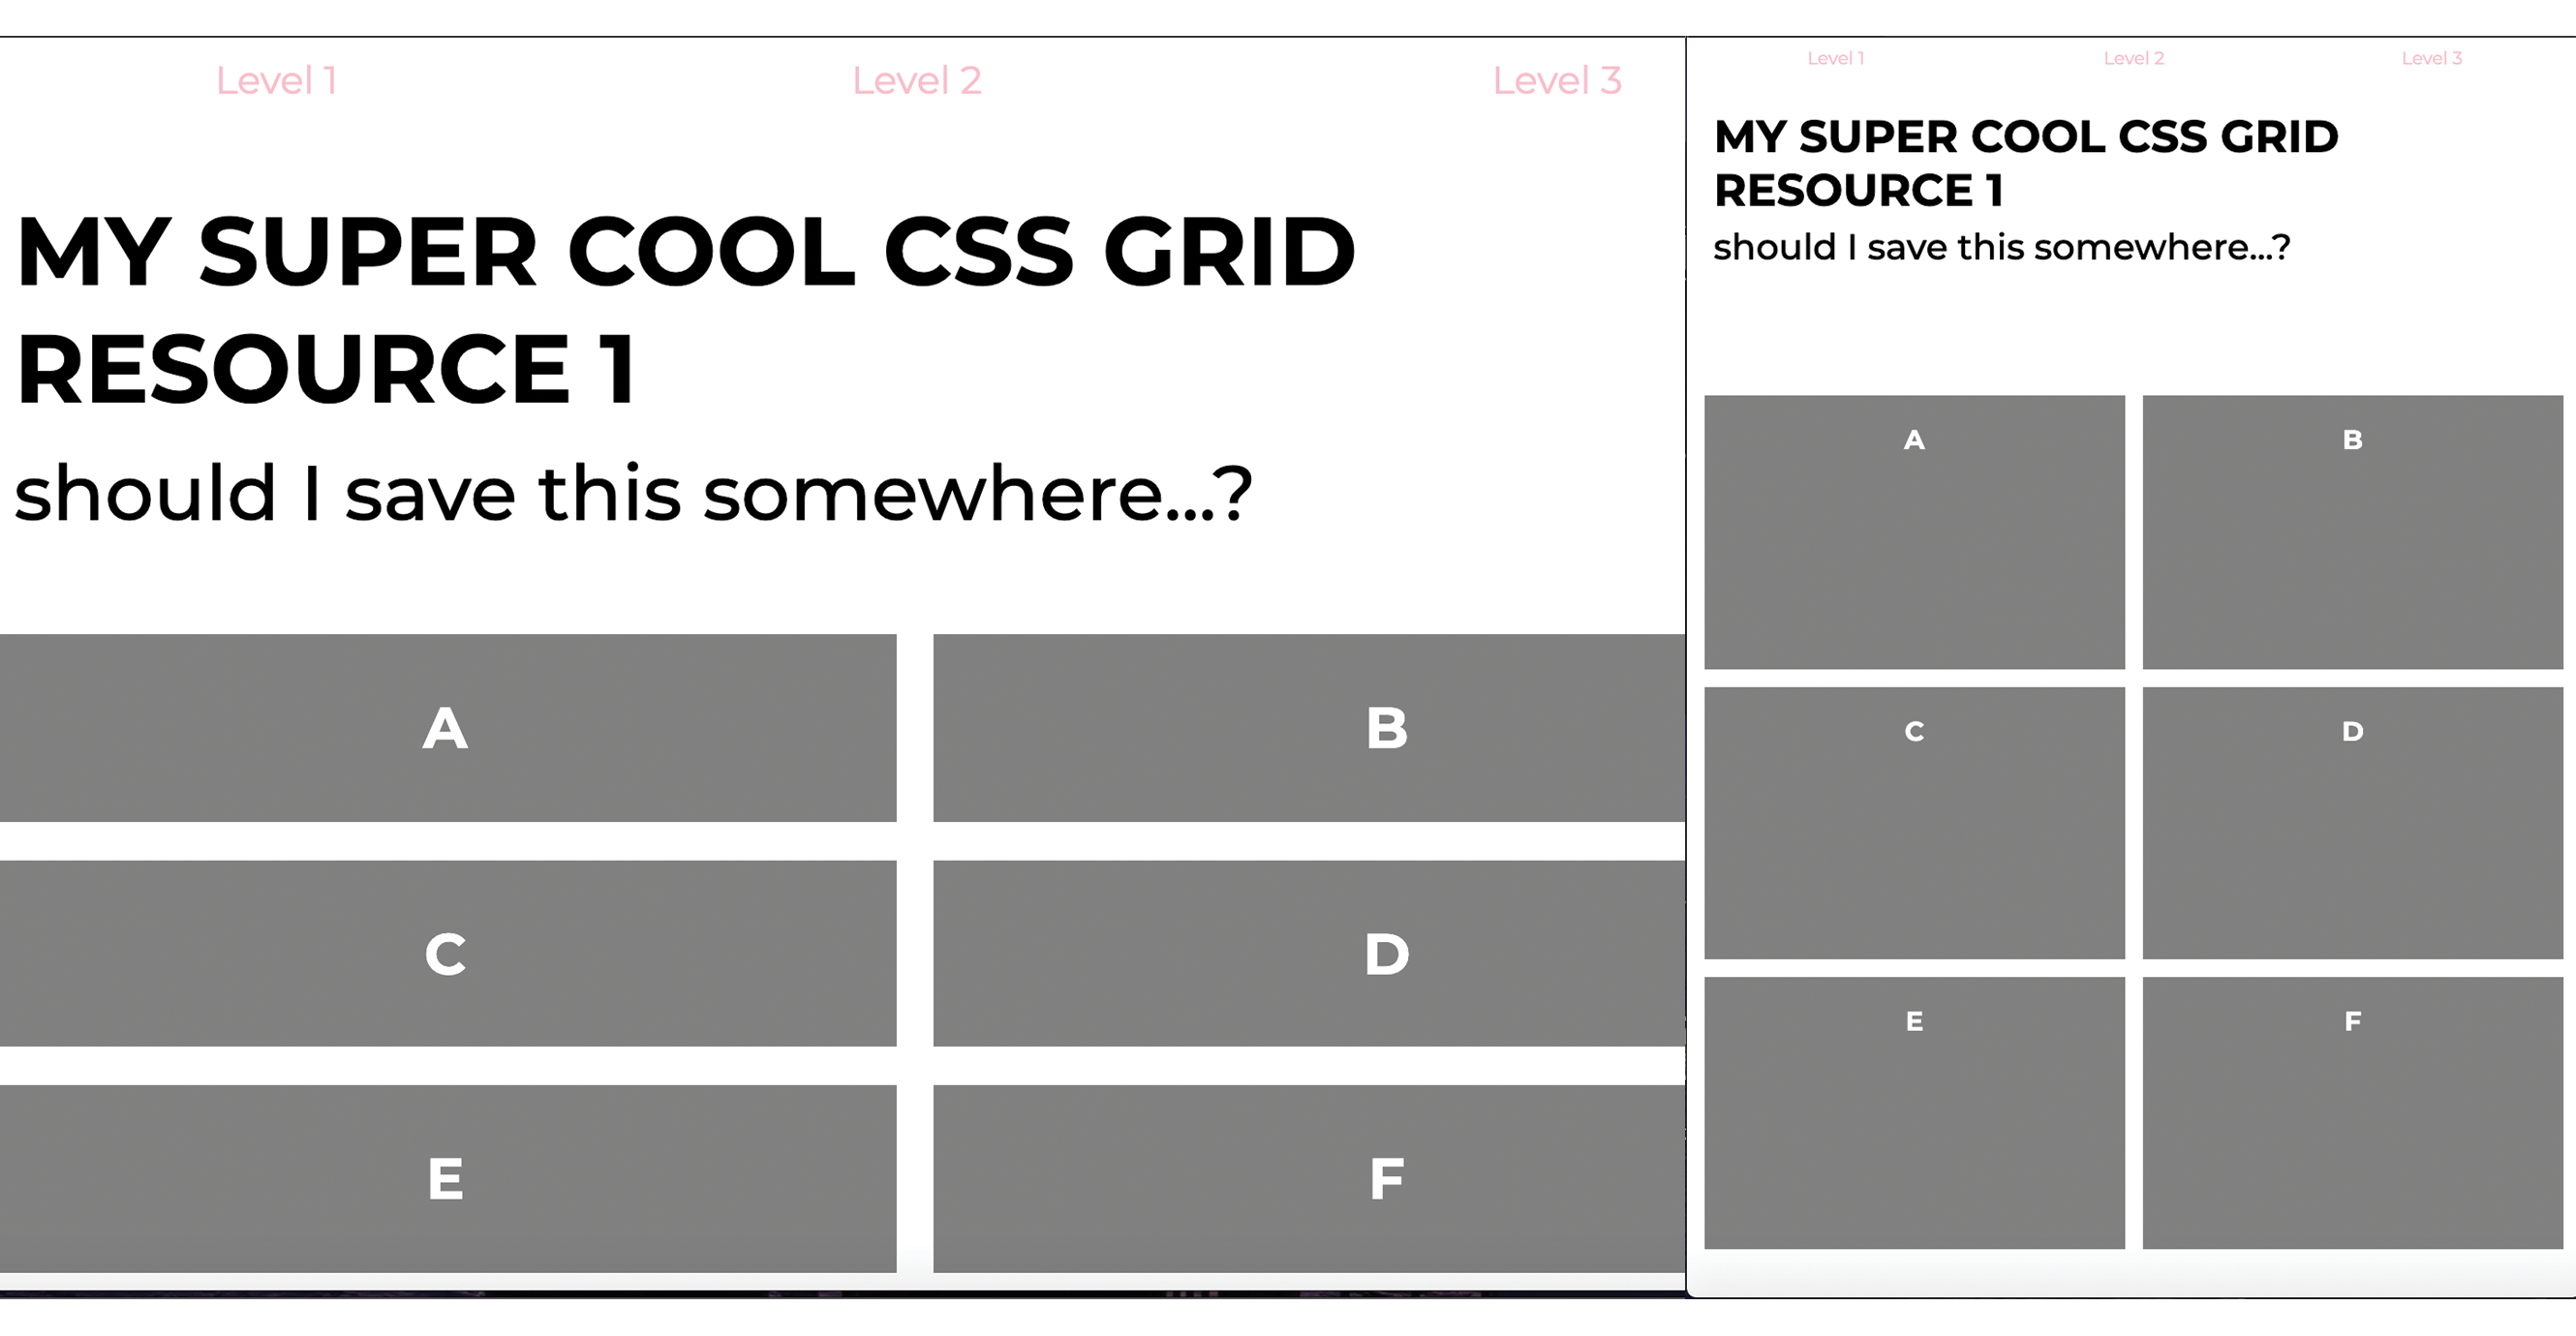 Level 1
Level 2
Level 3
MY SUPER COOL CSS GRID
RESOURCE 1
should I save this somewhere...?
A
B
C
D
E
F
Level 1
Level 2
Level 3
MY SUPER COOL CSS GRID
RESOURCE 1
should I save this somewhere...?
A
B
C
D
E
F